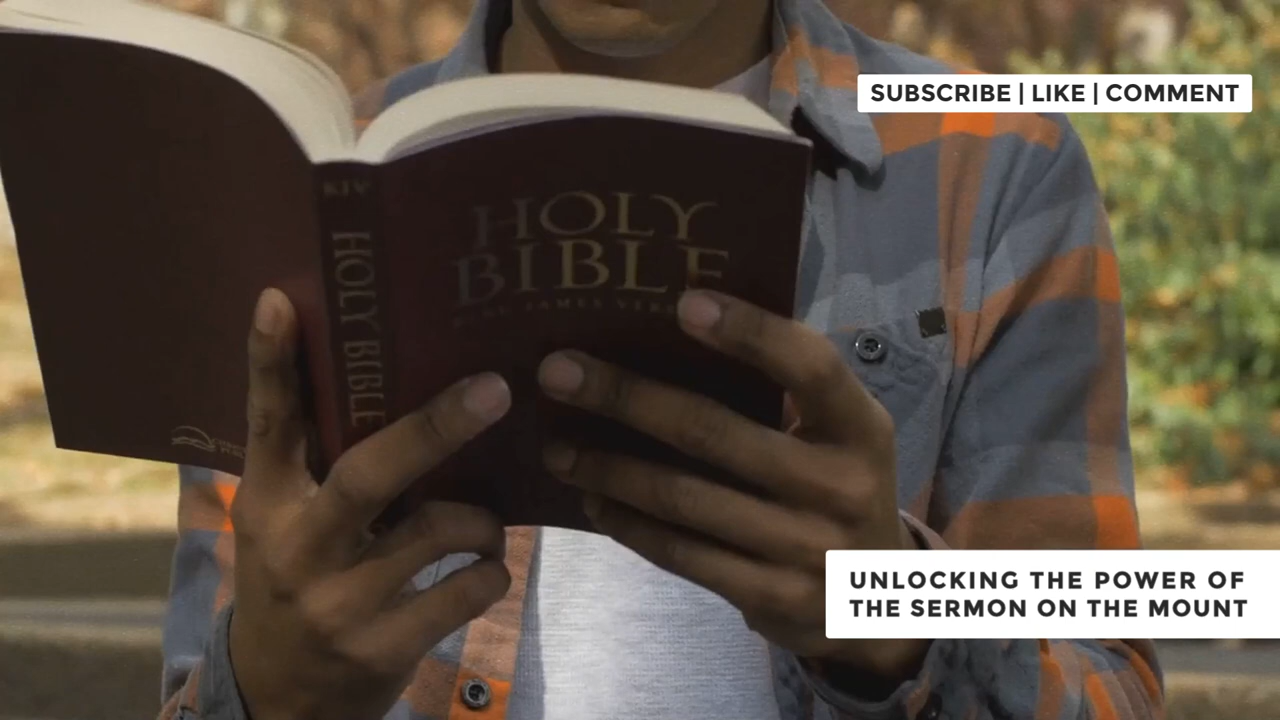 SUBSCRIBE | LIKE | COMMENT
KJV HOLY BIBLE
HOLY
BIBLE
UNLOCKING THE POWER OF
THE SERMON ON THE MOUNT